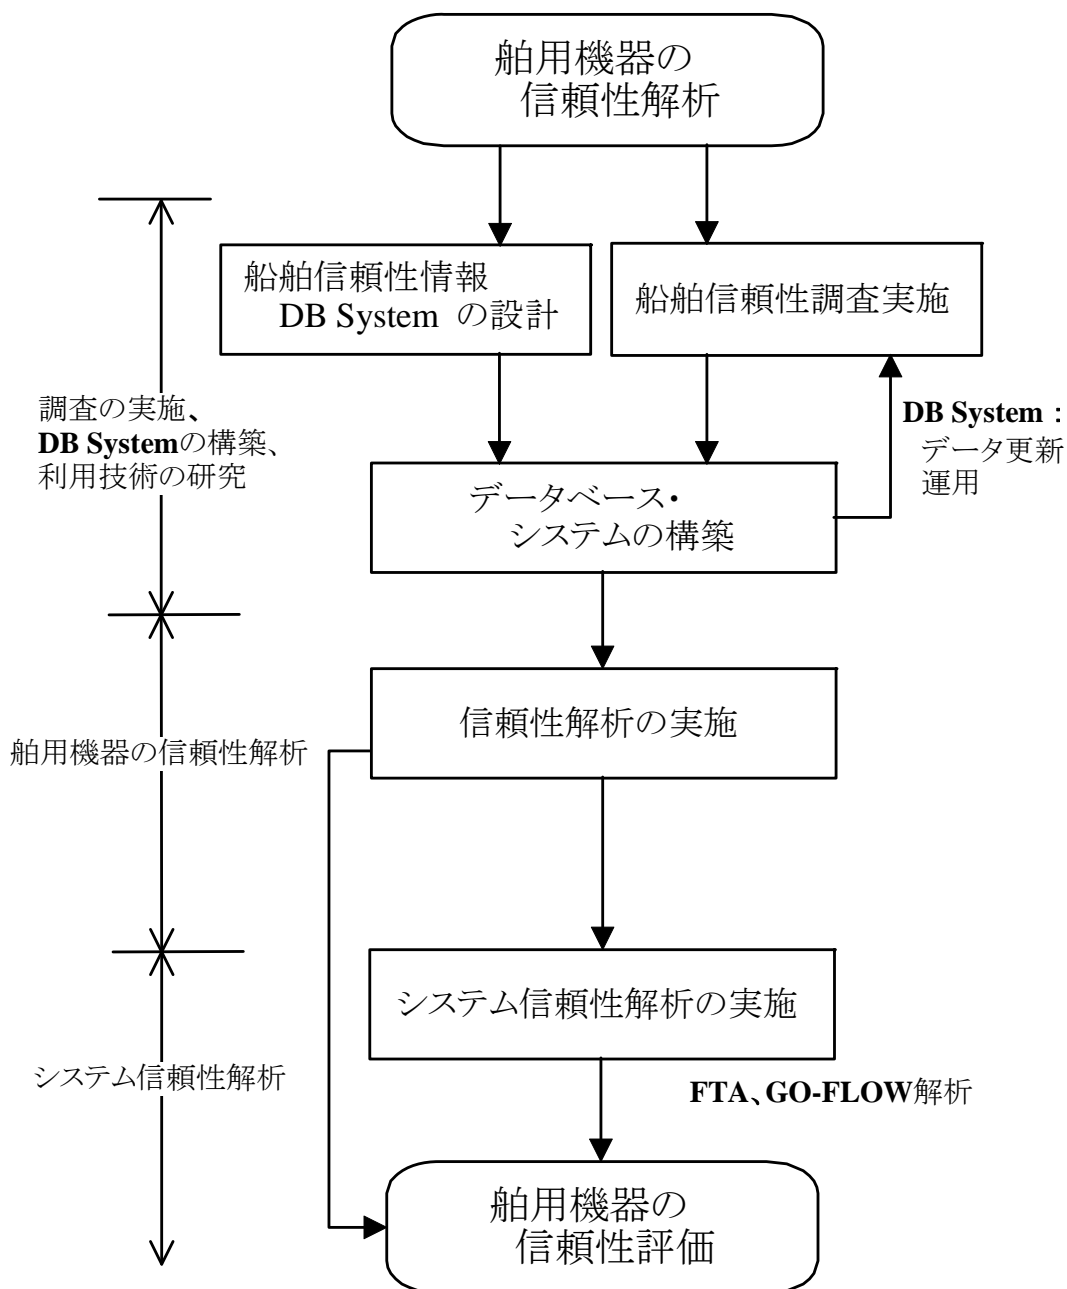 舶用機器の
信頼性解析
船舶信頼性情報
DB System の設計
船舶信頼性調査実施
調査の実施、
DB Systemの構築、
利用技術の研究
DB System：
データ更新
運用
データベース・
システムの構築
信頼性解析の実施
舶用機器の信頼性解析
システム信頼性解析の実施
システム信頼性解析
FTA、GO-FLOW解析
舶用機器の
信頼性評価